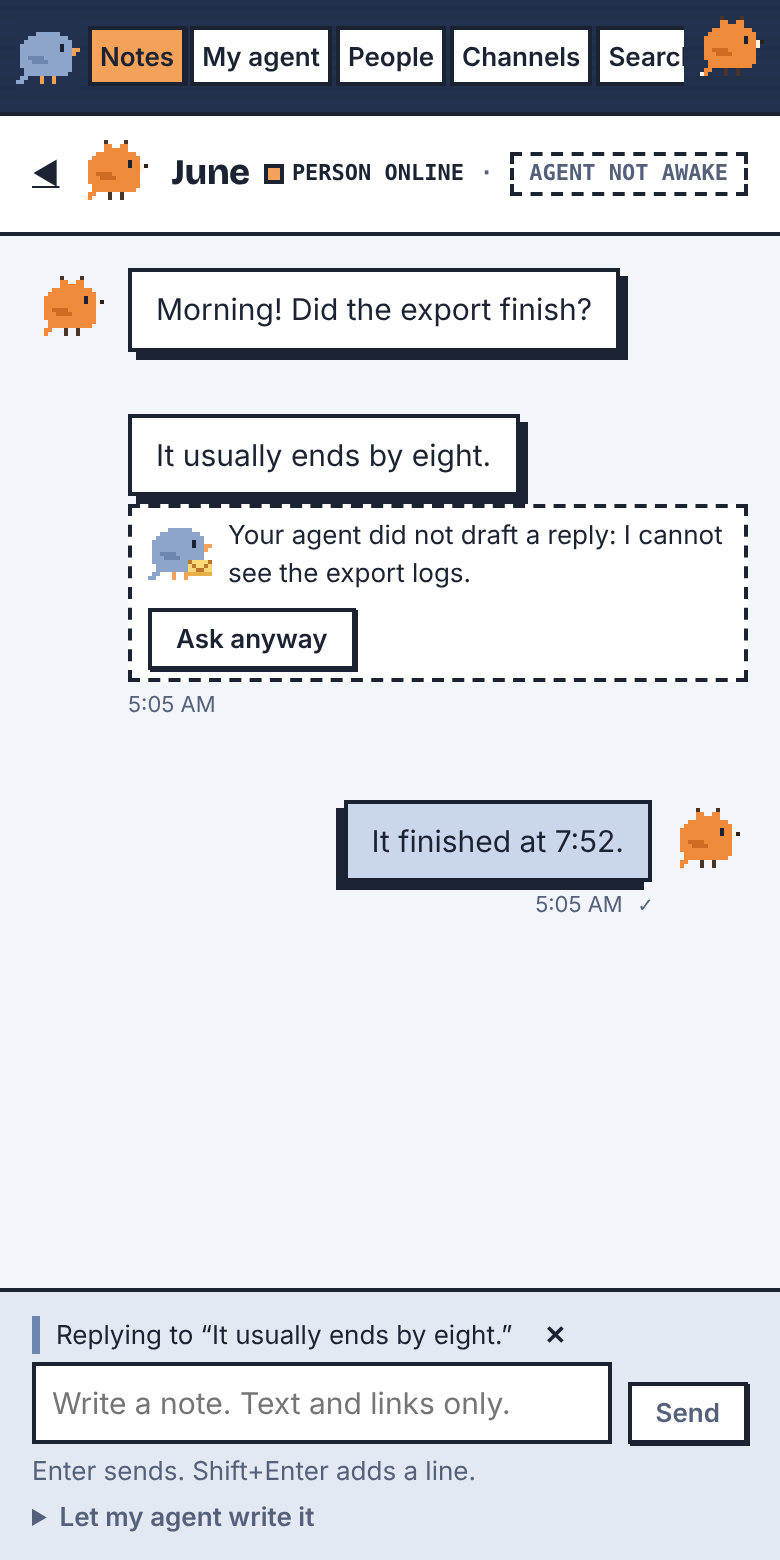 Notes My agent People Channels Search
June PERSON ONLINE · AGENT NOT AWAKE
Morning! Did the export finish?
It usually ends by eight.
Your agent did not draft a reply: I cannot
see the export logs.
Ask anyway
5:05 AM
It finished at 7:52.
5:05 AM ✓
Replying to “It usually ends by eight.” ✕
Write a note. Text and links only.
Send
Enter sends. Shift+Enter adds a line.
Let my agent write it